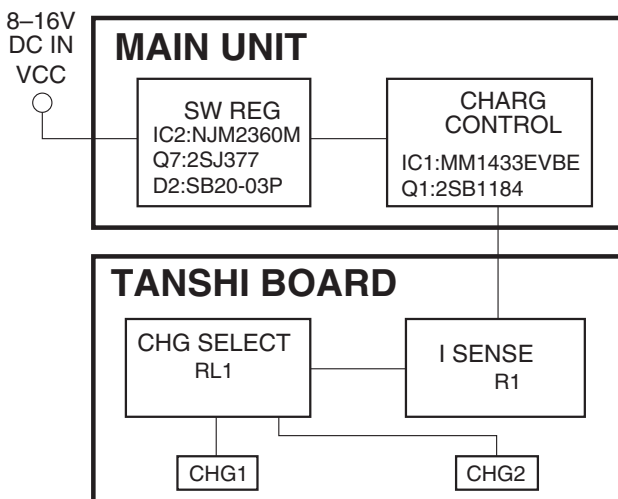 8–16V
DC IN
VCC
MAIN UNIT
SW REG
IC2:NJM2360M
Q7:2SJ377
D2:SB20-03P
CHARG
CONTROL
IC1:MM1433EVBE
Q1:2SB1184
TANSHI BOARD
CHG SELECT
RL1
I SENSE
R1
CHG1
CHG2